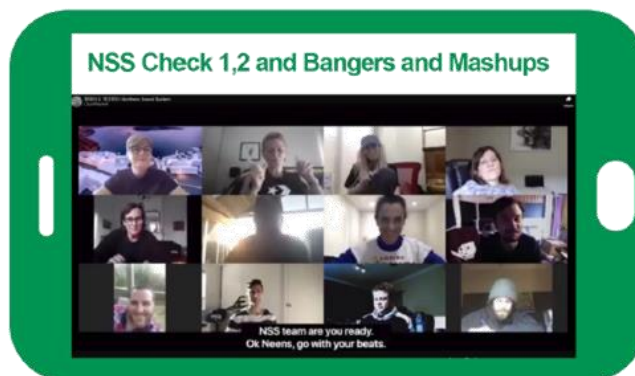 NSS Check 1,2 and Bangers and Mashups
NSS team are you ready.
Ok Neens, go with your beats.